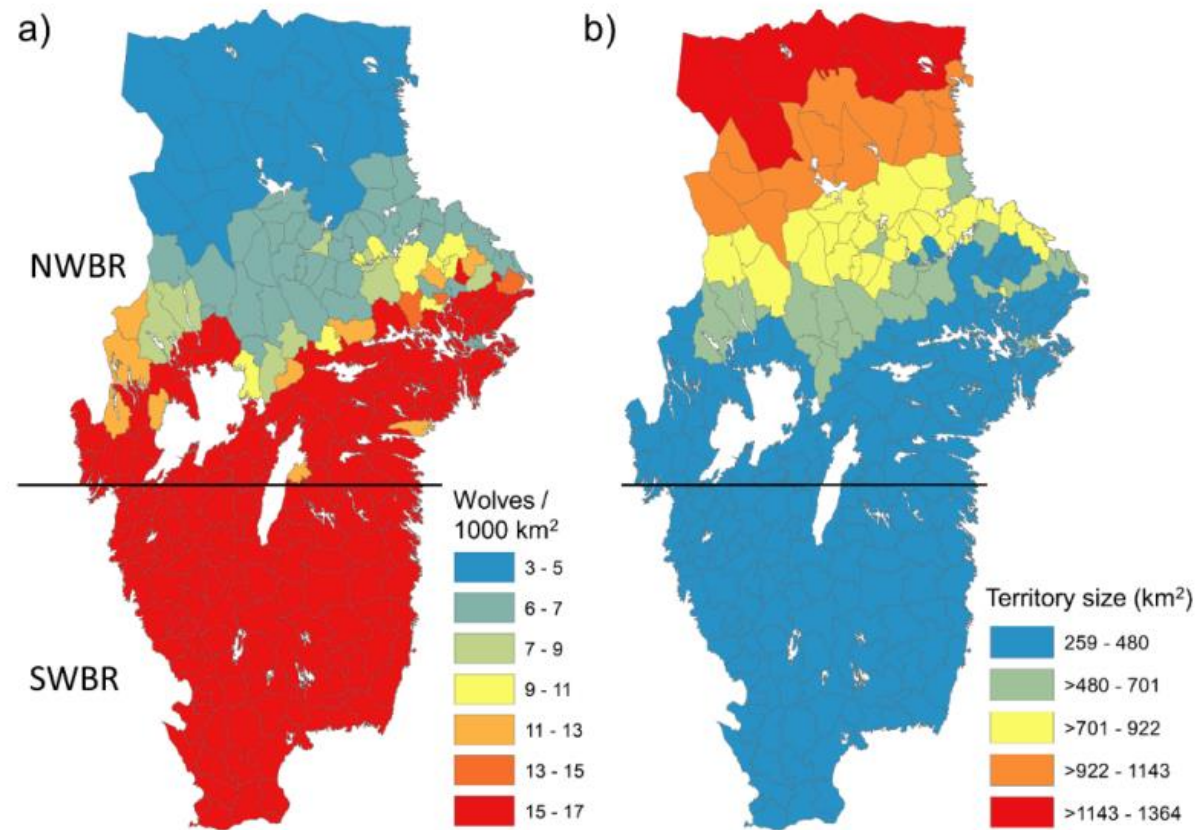 a)
b)
NWBR
SWBR
Wolves /
1000 km²
3 - 5
6 - 7
7 - 9
9 - 11
11 - 13
13 - 15
15 - 17
Territory size (km²)
259 - 480
>480 - 701
>701 - 922
>922 - 1143
>1143 - 1364